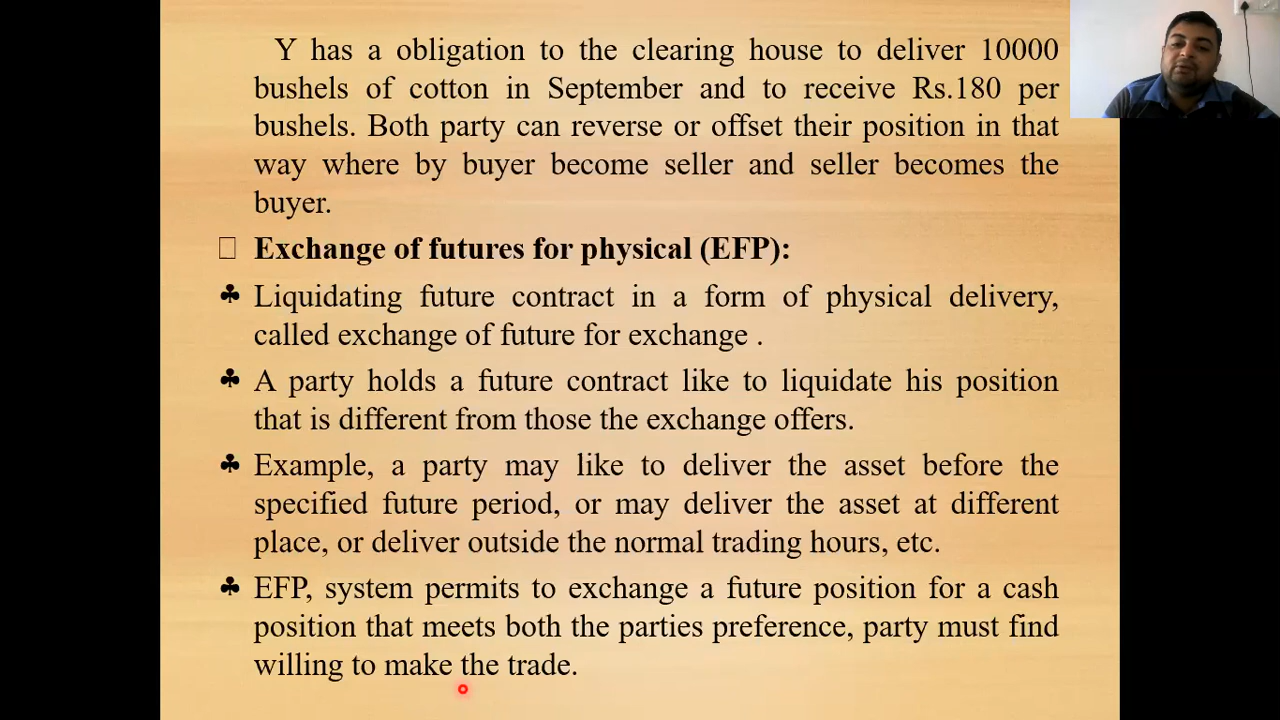 Y has a obligation to the clearing house to deliver 10000
bushels of cotton in September and to receive Rs.180 per
bushels. Both party can reverse or offset their position in that
way where by buyer become seller and seller becomes the
buyer.
Exchange of futures for physical (EFP):
♣ Liquidating future contract in a form of physical delivery,
called exchange of future for exchange .
♣ A party holds a future contract like to liquidate his position
that is different from those the exchange offers.
♣ Example, a party may like to deliver the asset before the
specified future period, or may deliver the asset at different
place, or deliver outside the normal trading hours, etc.
♣ EFP, system permits to exchange a future position for a cash
position that meets both the parties preference, party must find
willing to make the trade.